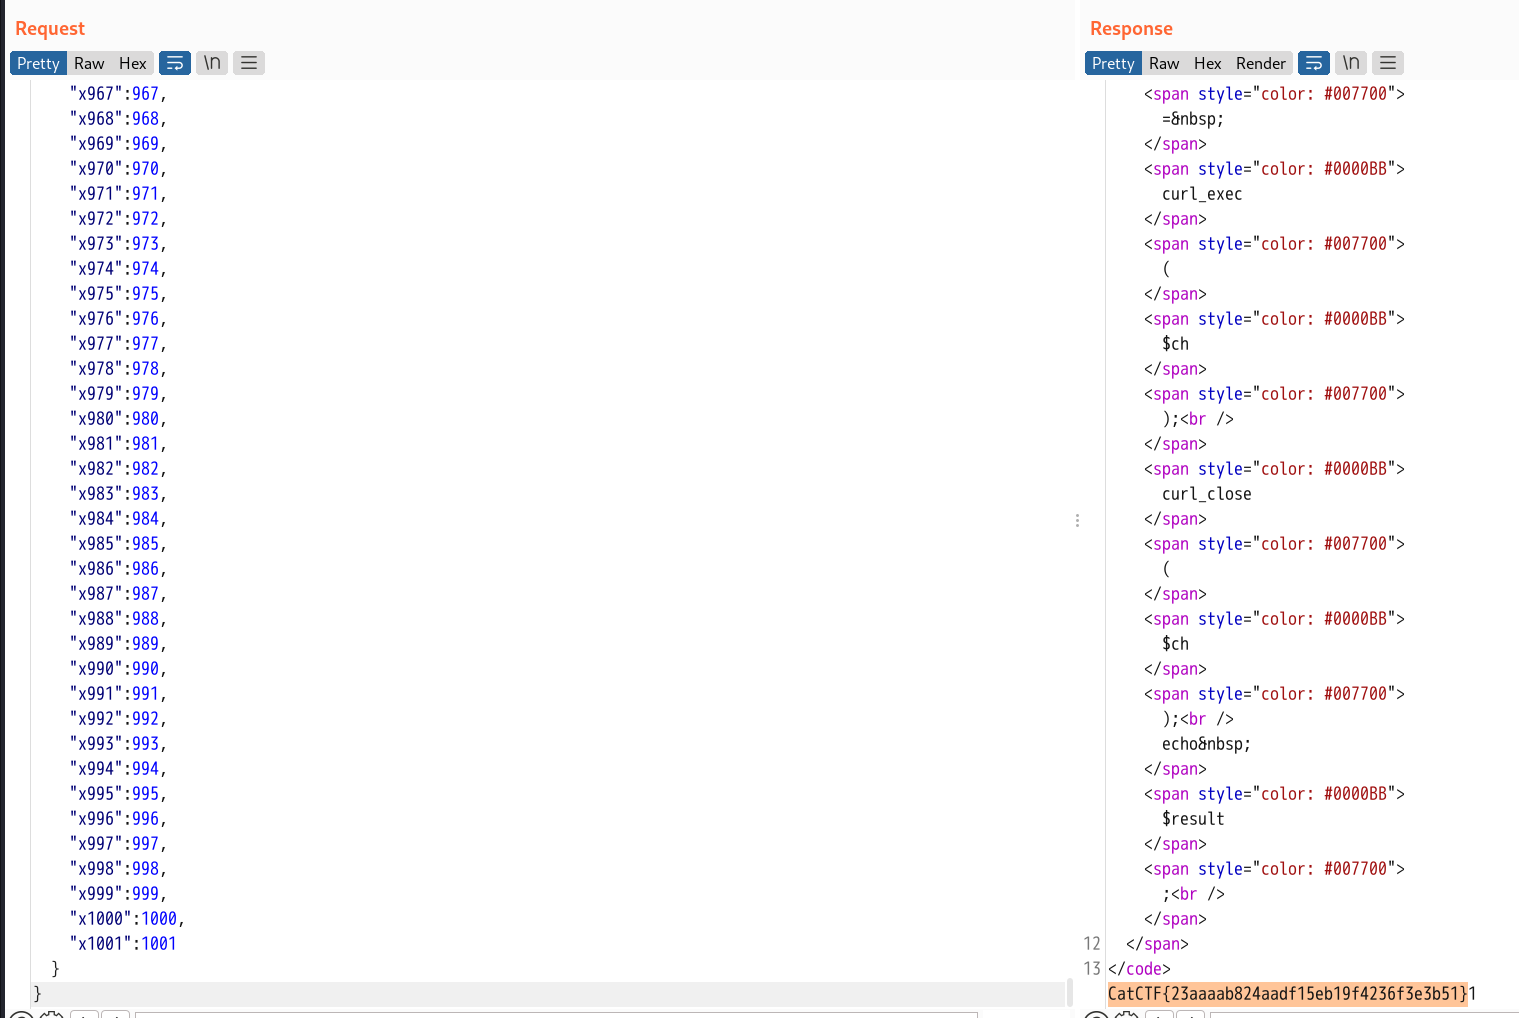 Request
Pretty Raw Hex \n
"x967":967,
"x968":968,
"x969":969,
"x970":970,
"x971":971,
"x972":972,
"x973":973,
"x974":974,
"x975":975,
"x976":976,
"x977":977,
"x978":978,
"x979":979,
"x980":980,
"x981":981,
"x982":982,
"x983":983,
"x984":984,
"x985":985,
"x986":986,
"x987":987,
"x988":988,
"x989":989,
"x990":990,
"x991":991,
"x992":992,
"x993":993,
"x994":994,
"x995":995,
"x996":996,
"x997":997,
"x998":998,
"x999":999,
"x1000":1000,
"x1001":1001
}
}
Response
Pretty Raw Hex Render \n
<span style="color: #007700">
=&nbsp;
</span>
<span style="color: #0000BB">
curl_exec
</span>
<span style="color: #007700">
(
</span>
<span style="color: #0000BB">
$ch
</span>
<span style="color: #007700">
);<br />
</span>
<span style="color: #0000BB">
curl_close
</span>
<span style="color: #007700">
(
</span>
<span style="color: #0000BB">
$ch
</span>
<span style="color: #007700">
);<br />
echo&nbsp;
</span>
<span style="color: #0000BB">
$result
</span>
<span style="color: #007700">
;<br />
</span>
12 </span>
13 </code>
CatCTF{23aaaab824aadf15eb19f4236f3e3b51}1